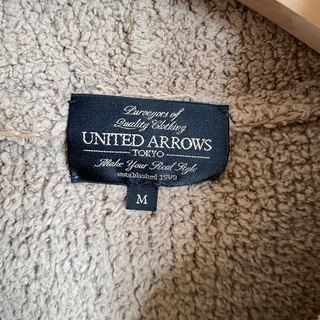 Purveyors of
Quality Clothing
UNITED ARROWS
TOKYO
Make Your Real Style
established 1989
M